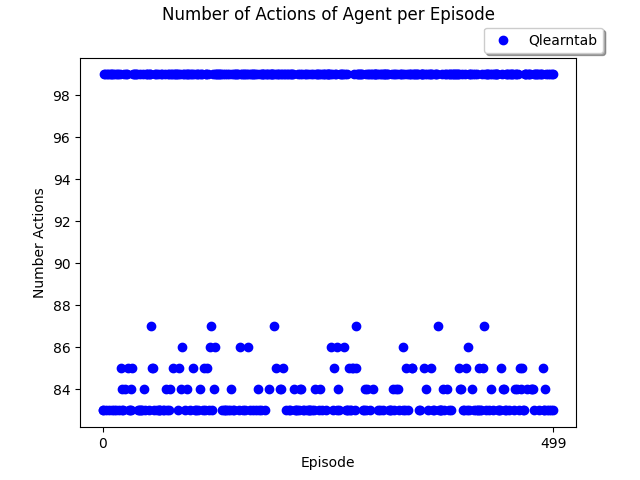 Number of Actions of Agent per Episode
Qlearntab
98
96
94
92
90
88
86
84
Number Actions
0
499
Episode